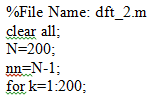 %File Name: dft_2.m
clear all;
N=200;
nn=N-1;
for k=1:200;